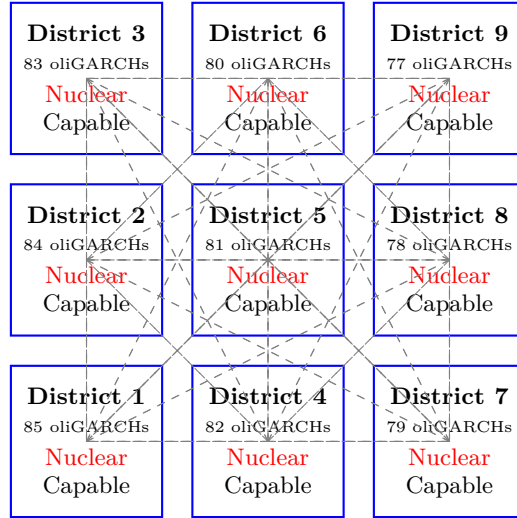 District 3
83 oliGARCHs
Nuclear
Capable
District 6
80 oliGARCHs
Nuclear
Capable
District 9
77 oliGARCHs
Nuclear
Capable
District 2
84 oliGARCHs
Nuclear
Capable
District 5
81 oliGARCHs
Nuclear
Capable
District 8
78 oliGARCHs
Nuclear
Capable
District 1
85 oliGARCHs
Nuclear
Capable
District 4
82 oliGARCHs
Nuclear
Capable
District 7
79 oliGARCHs
Nuclear
Capable